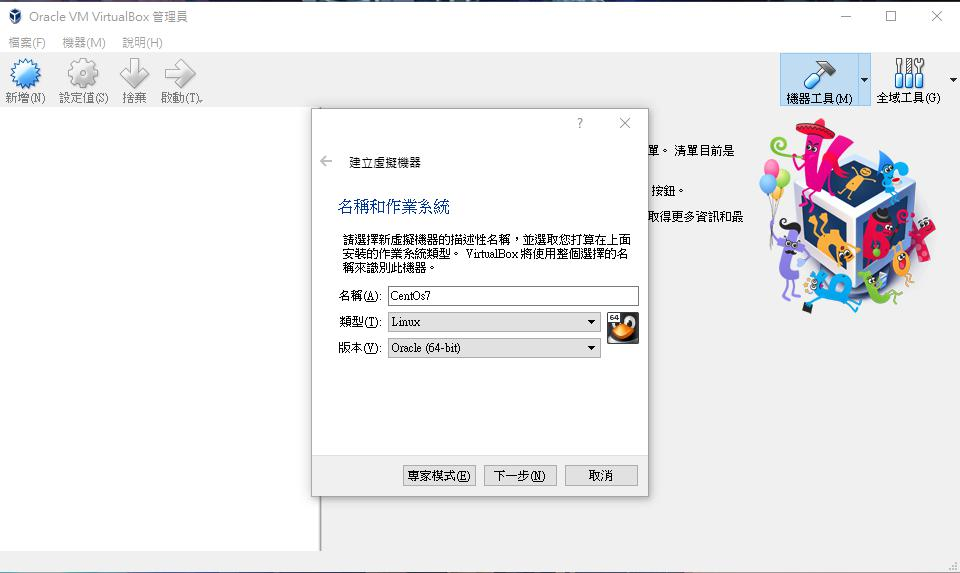 Oracle VM VirtualBox 管理員
檔案(F) 機器(M) 說明(H)
新增(N) 設定值(S) 捨棄 啟動(T) 機器工具(M) 全域工具(G)
單。 清單目前是
按鈕。
取得更多資訊和最
?
建立虛擬機器
名稱和作業系統
請選擇新虛擬機器的描述性名稱，並選取您打算在上面
安裝的作業系統類型。 VirtualBox 將使用整個選擇的名
稱來識別此機器。
名稱(A): CentOs7
類型(T): Linux
64
版本(V): Oracle (64-bit)
專家模式(E) 下一步(N) 取消